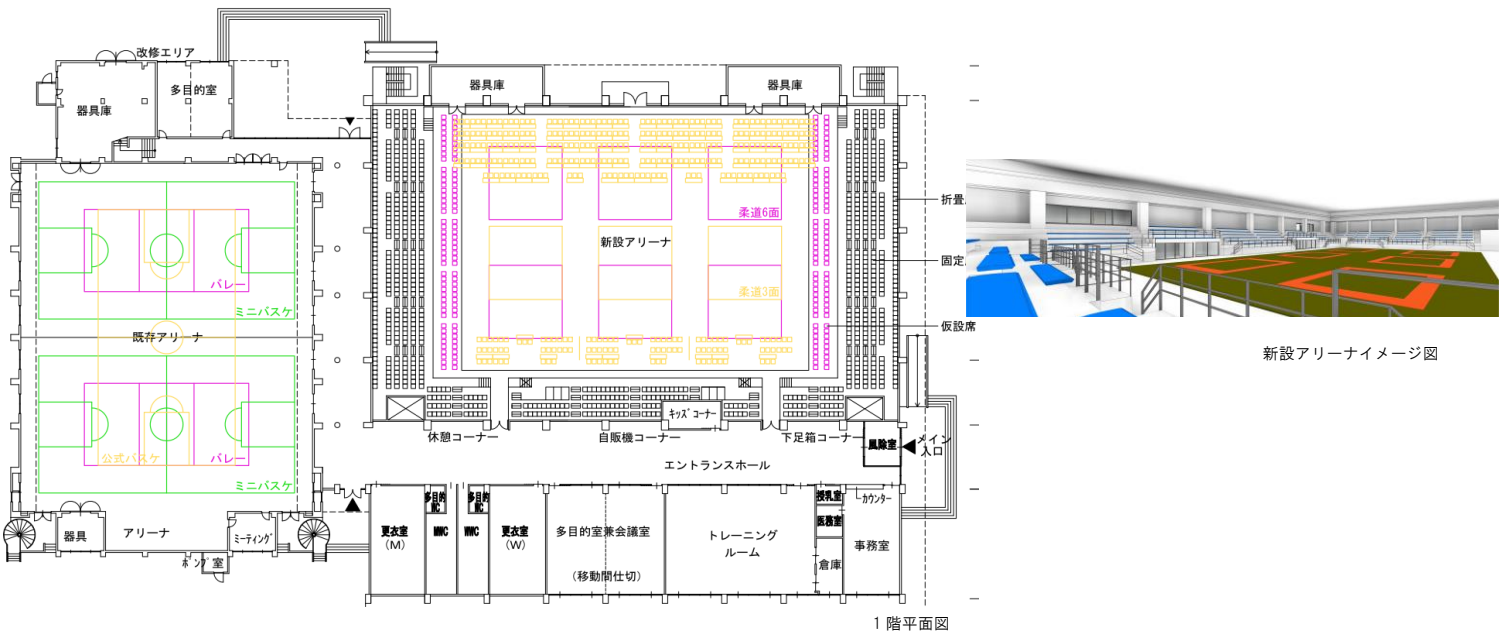 改修エリア
器具庫
多目的室
器具庫
器具庫
柔道6面
新設アリーナ
柔道3面
折畳
固定
仮設席
バレー
ミニバスケ
既存アリーナ
公式バスケ
バレー
ミニバスケ
キッズコーナー
休憩コーナー
自販機コーナー
下足箱コーナー
風除室
メイン
入口
エントランスホール
器具
アリーナ
ミーティング
ポンプ室
更衣室
(M)
多目的
WC
MWC
多目的
WC
WWC
更衣室
(W)
多目的室兼会議室
(移動間仕切)
トレーニング
ルーム
授乳室
医務室
倉庫
カウンター
事務室
1階平面図
新設アリーナイメージ図